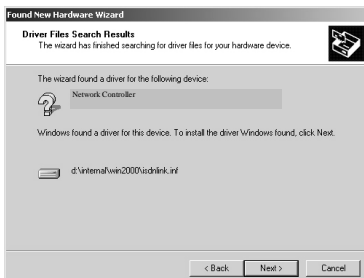 Found New Hardware Wizard
Driver Files Search Results
The wizard has finished searching for driver files for your hardware device.
The wizard found a driver for the following device:
Network Controller
Windows found a driver for this device. To install the driver Windows found, click Next.
d:\internal\win2000\isdnlink.inf
< Back
Next >
Cancel